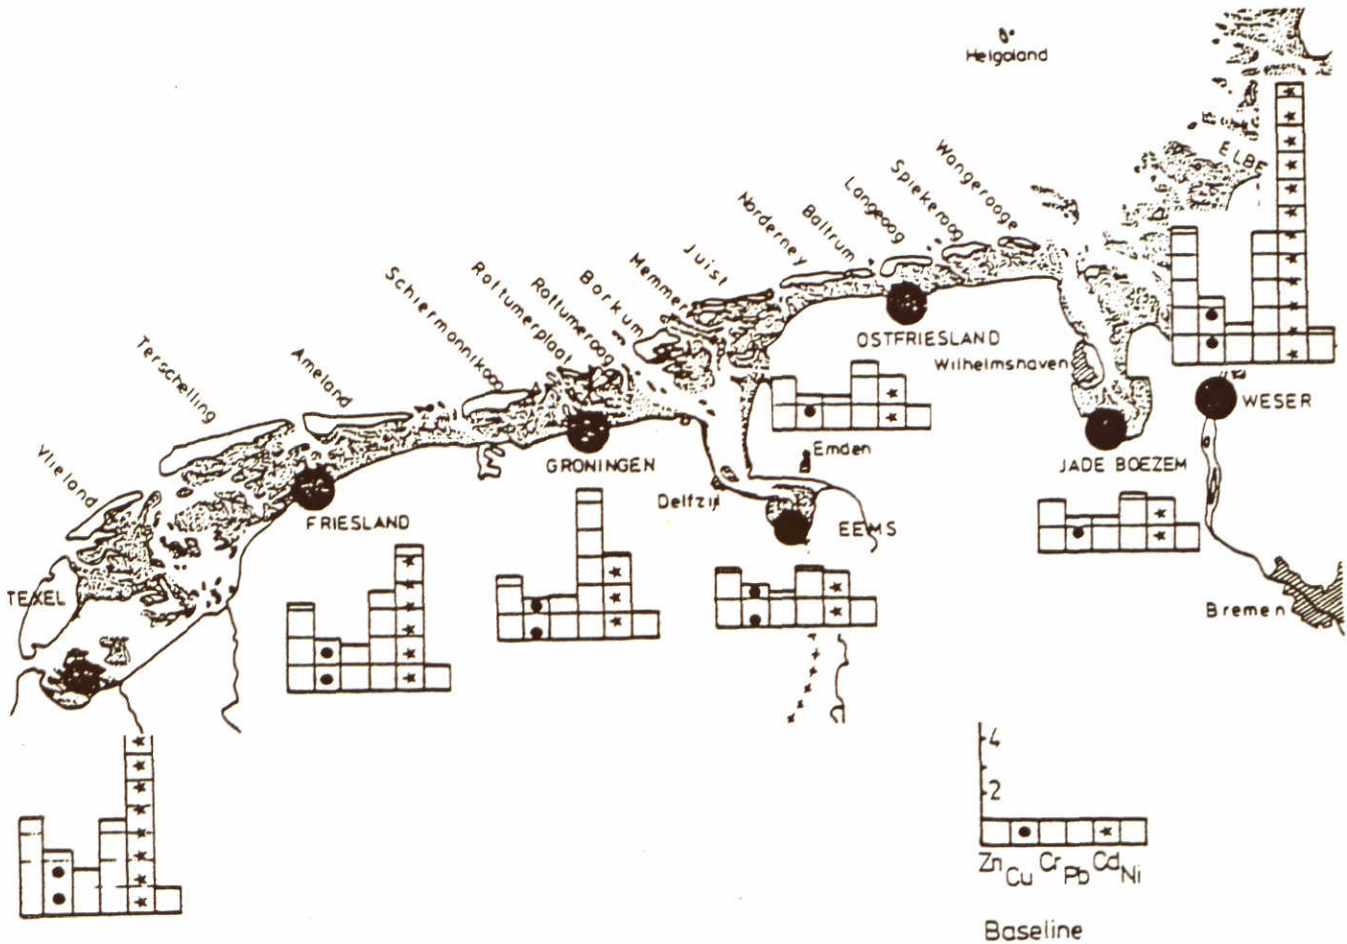 Helgoland
ELBE
Wangerooge
Spiekeroog
Langeoog
Baltrum
Norderney
Juist
Memmert
Borkum
Rottumeroog
Rottumerplaat
Schiermonnikoog
Ameland
Terschelling
Vlieland
TEXEL
OSTFRIESLAND
Wilhelmshaven
WESER
JADE BOEZEM
Emden
GRONINGEN
Delfzijl
EEMS
FRIESLAND
Bremen
4
2
Zn Cu Cr Pb Cd Ni
Baseline